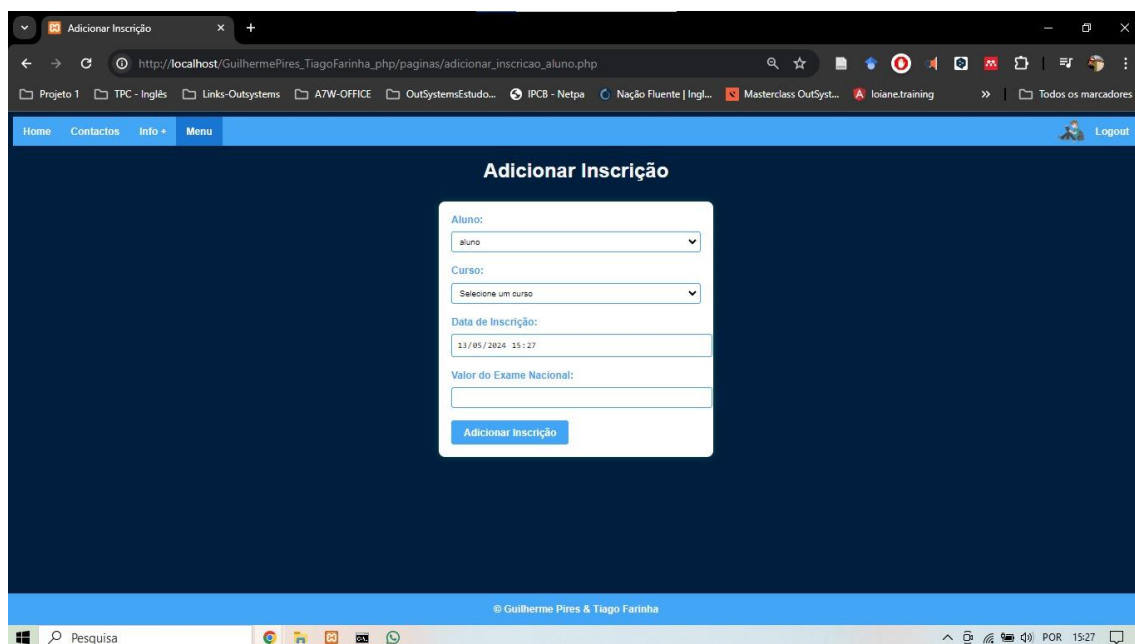 Adicionar Inscrição
http://localhost/GuilhermePires_TiagoFarinha_php/paginas/adicionar_inscricao_aluno.php
Projeto 1 TPC - Inglês Links-Outsystems A7W-OFFICE OutSystemsEstudo... IPCB - Netpa Nação Fluente | Ingl... Masterclass OutSyst... loiane.training » Todos os marcadores
Home Contactos Info + Menu Logout
Adicionar Inscrição
Aluno:
aluno
Curso:
Selecione um curso
Data de Inscrição:
13/05/2024 15:27
Valor do Exame Nacional:
Adicionar Inscrição
© Guilherme Pires & Tiago Farinha
Pesquisa POR 15:27